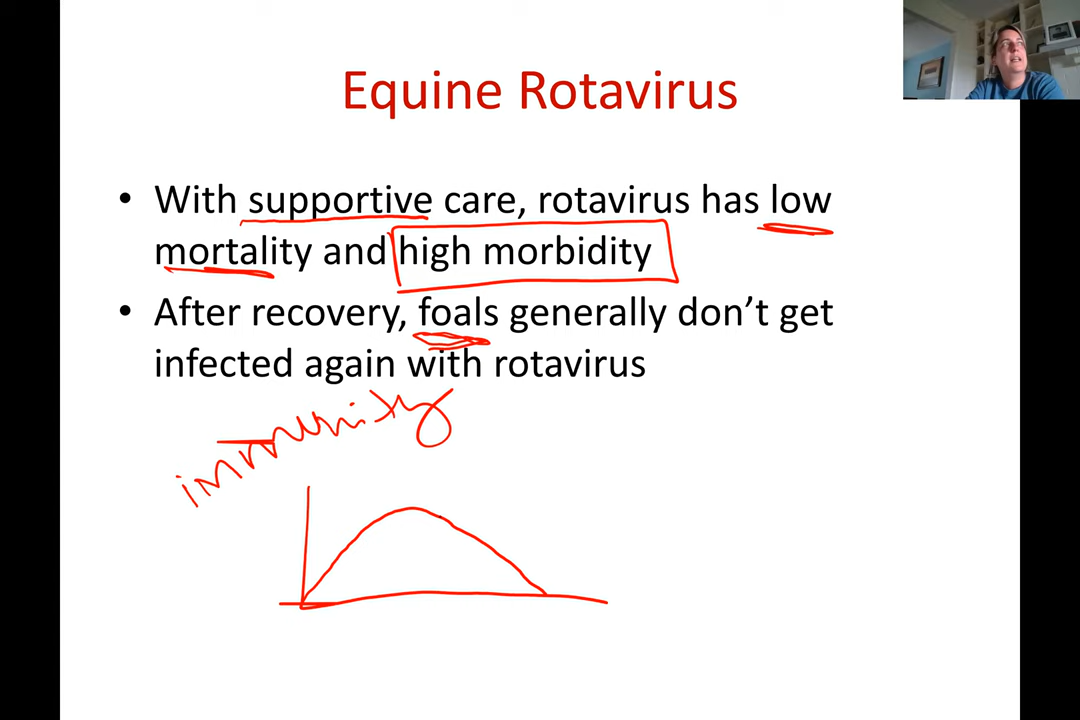 Equine Rotavirus
• With supportive care, rotavirus has low
mortality and high morbidity
• After recovery, foals generally don’t get
infected again with rotavirus
immunity